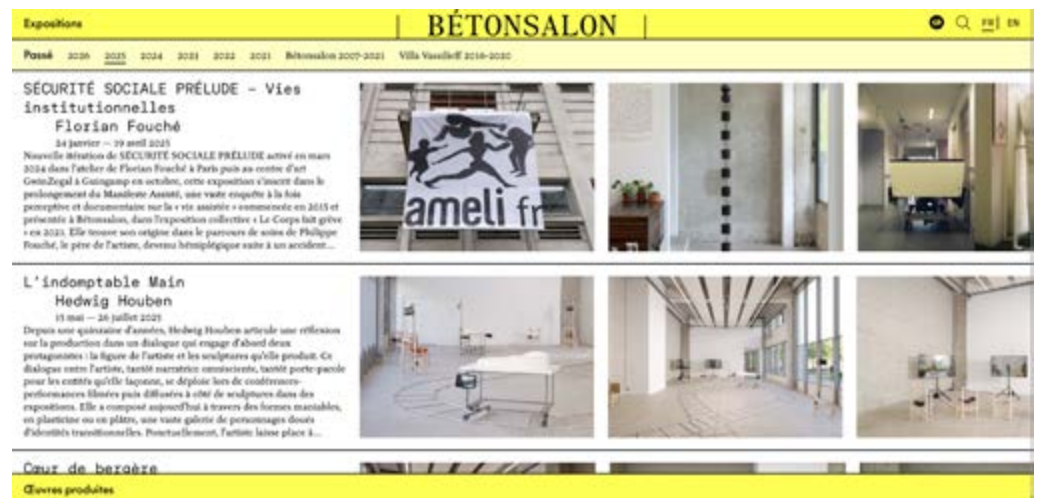 Expositions
BÉTONSALON
FR EN
Passé 2026 2025 2024 2023 2022 2021 Bétonsalon 2007-2021 Villa Vassilieff 2016-2020
SÉCURITÉ SOCIALE PRÉLUDE – Vies
institutionnelles
Florian Fouché
24 janvier — 19 avril 2025
Nouvelle itération de SÉCURITÉ SOCIALE PRÉLUDE activé en mars
2024 dans l'atelier de Florian Fouché à Paris puis au centre d'art
GwinZegal à Guingamp en octobre, cette exposition s'inscrit dans le
prolongement du Manifeste Assisté, une vaste enquête à la fois
perceptive et documentaire sur la « vie assistée » commencée en 2015 et
présentée à Bétonsalon, dans l'exposition collective « Le Corps fait grève
» en 2021. Elle trouve son origine dans le parcours de soins de Philippe
Fouché, le père de l'artiste, devenu hémiplégique suite à un accident...
ameli fr
L'indomptable Main
Hedwig Houben
15 mai — 26 juillet 2025
Depuis une quinzaine d'années, Hedwig Houben articule une réflexion
sur la production dans un dialogue qui engage d'abord deux
protagonistes : la figure de l'artiste et les sculptures qu'elle produit. Ce
dialogue entre l'artiste, tantôt narratrice omnisciente, tantôt porte-parole
pour les entités qu'elle façonne, se déploie lors de conférences-
performances filmées puis diffusées à côté de sculptures dans des
expositions. Elle a composé aujourd'hui à travers des formes maniables,
en plasticine ou en plâtre, une vaste galerie de personnages doués
d'identités transitionnelles. Ponctuellement, l'artiste laisse place à...
Cœur de bergère
Œuvres produites